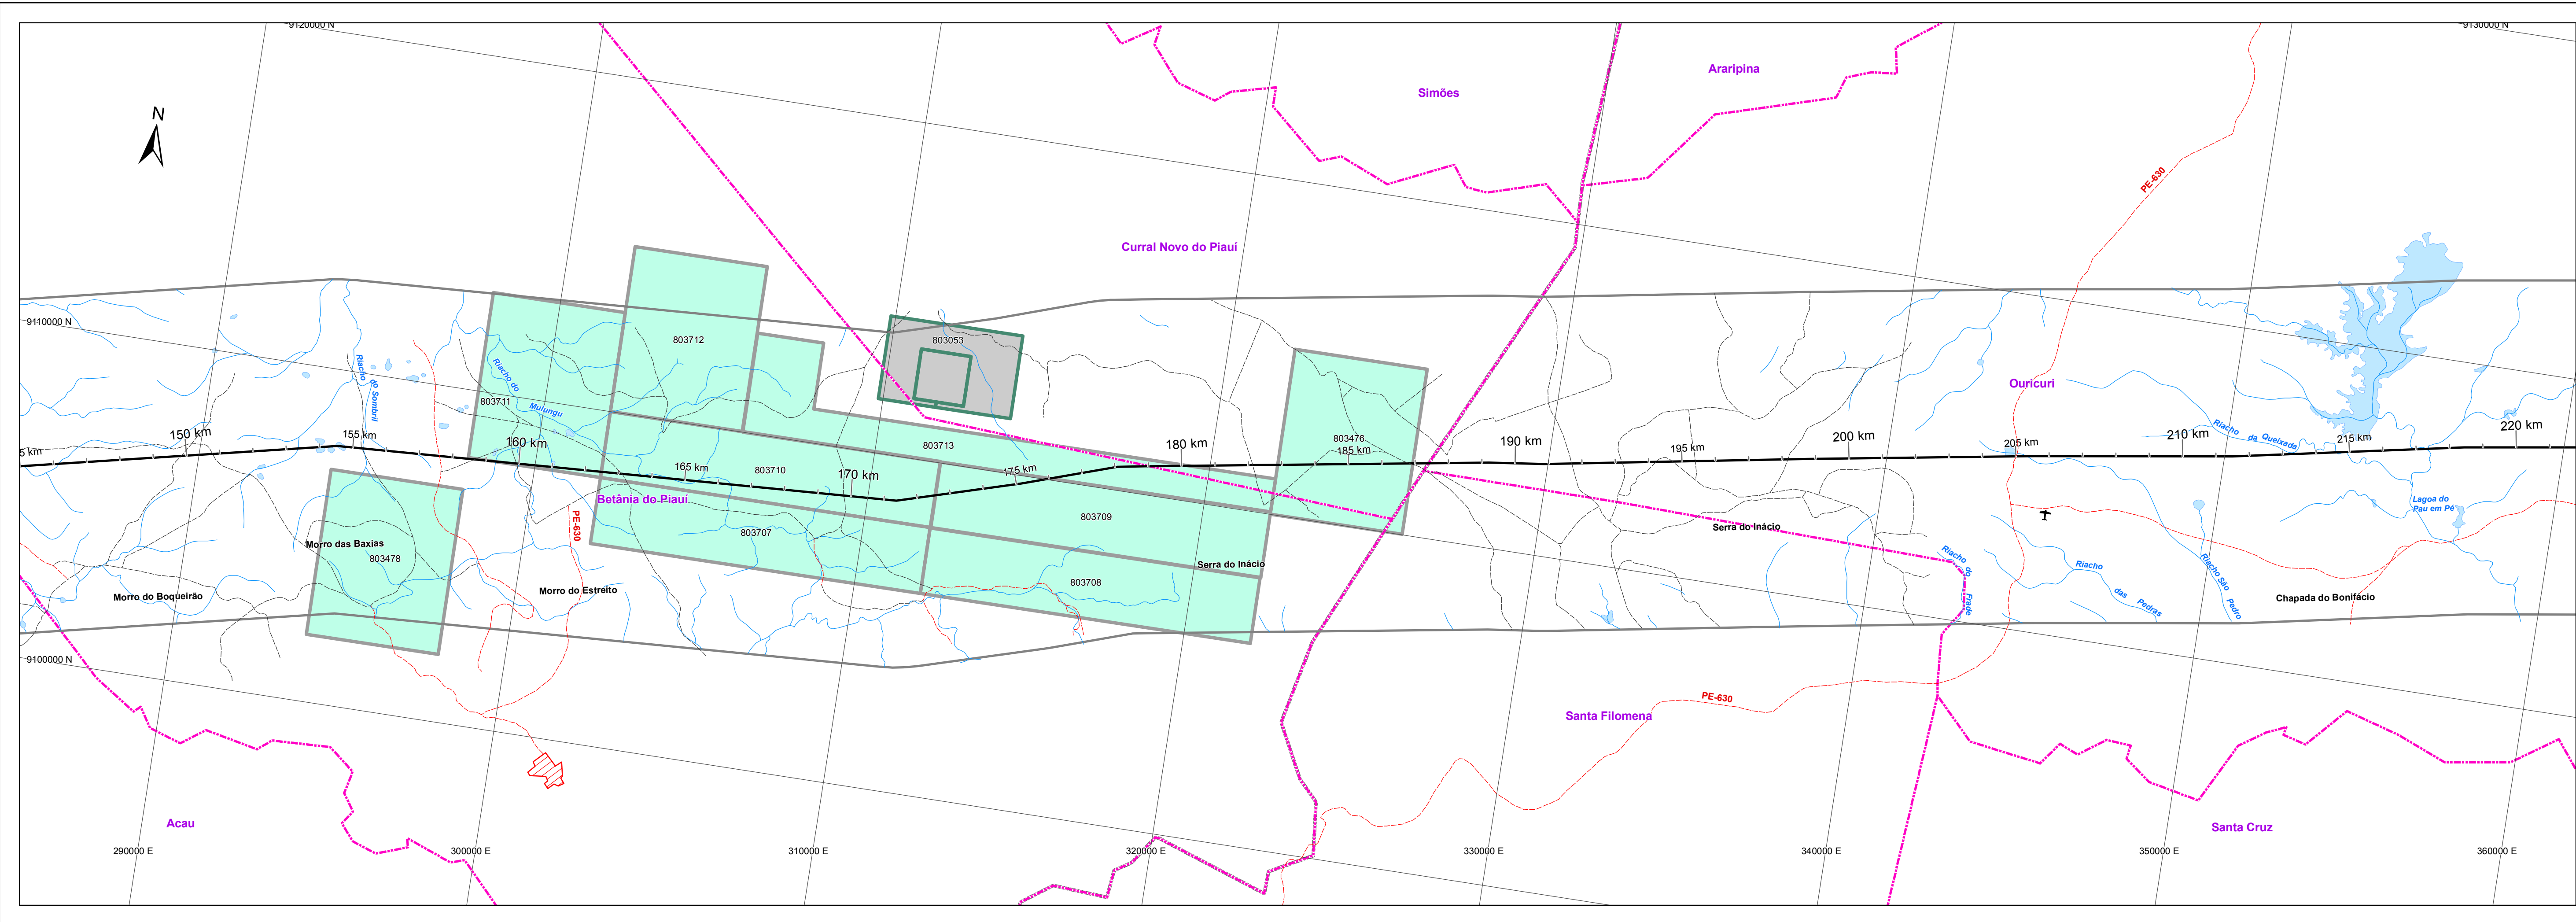 9120000 N
9130000 N
Araripina
Simões
N
PE-630
Curral Novo do Piauí
9110000 N
803712
803053
Riacho do Sombril
Riacho do Mulungu
803711
Ouricuri
803713
803476
5 km
150 km
155 km
160 km
165 km
170 km
175 km
180 km
185 km
190 km
195 km
200 km
205 km
210 km
215 km
220 km
Riacho da Queixada
803710
Betânia do Piauí
803709
PE-630
803707
Lagoa do
Pau em Pé
Serra do Inácio
Morro das Baxias
803478
Serra do Inácio
803708
Riacho do Frade
Riacho das Pedras
Riacho São Pedro
Morro do Boqueirão
Morro do Estreito
Chapada do Bonifácio
9100000 N
PE-630
Santa Filomena
Acau
Santa Cruz
290000 E
300000 E
310000 E
320000 E
330000 E
340000 E
350000 E
360000 E